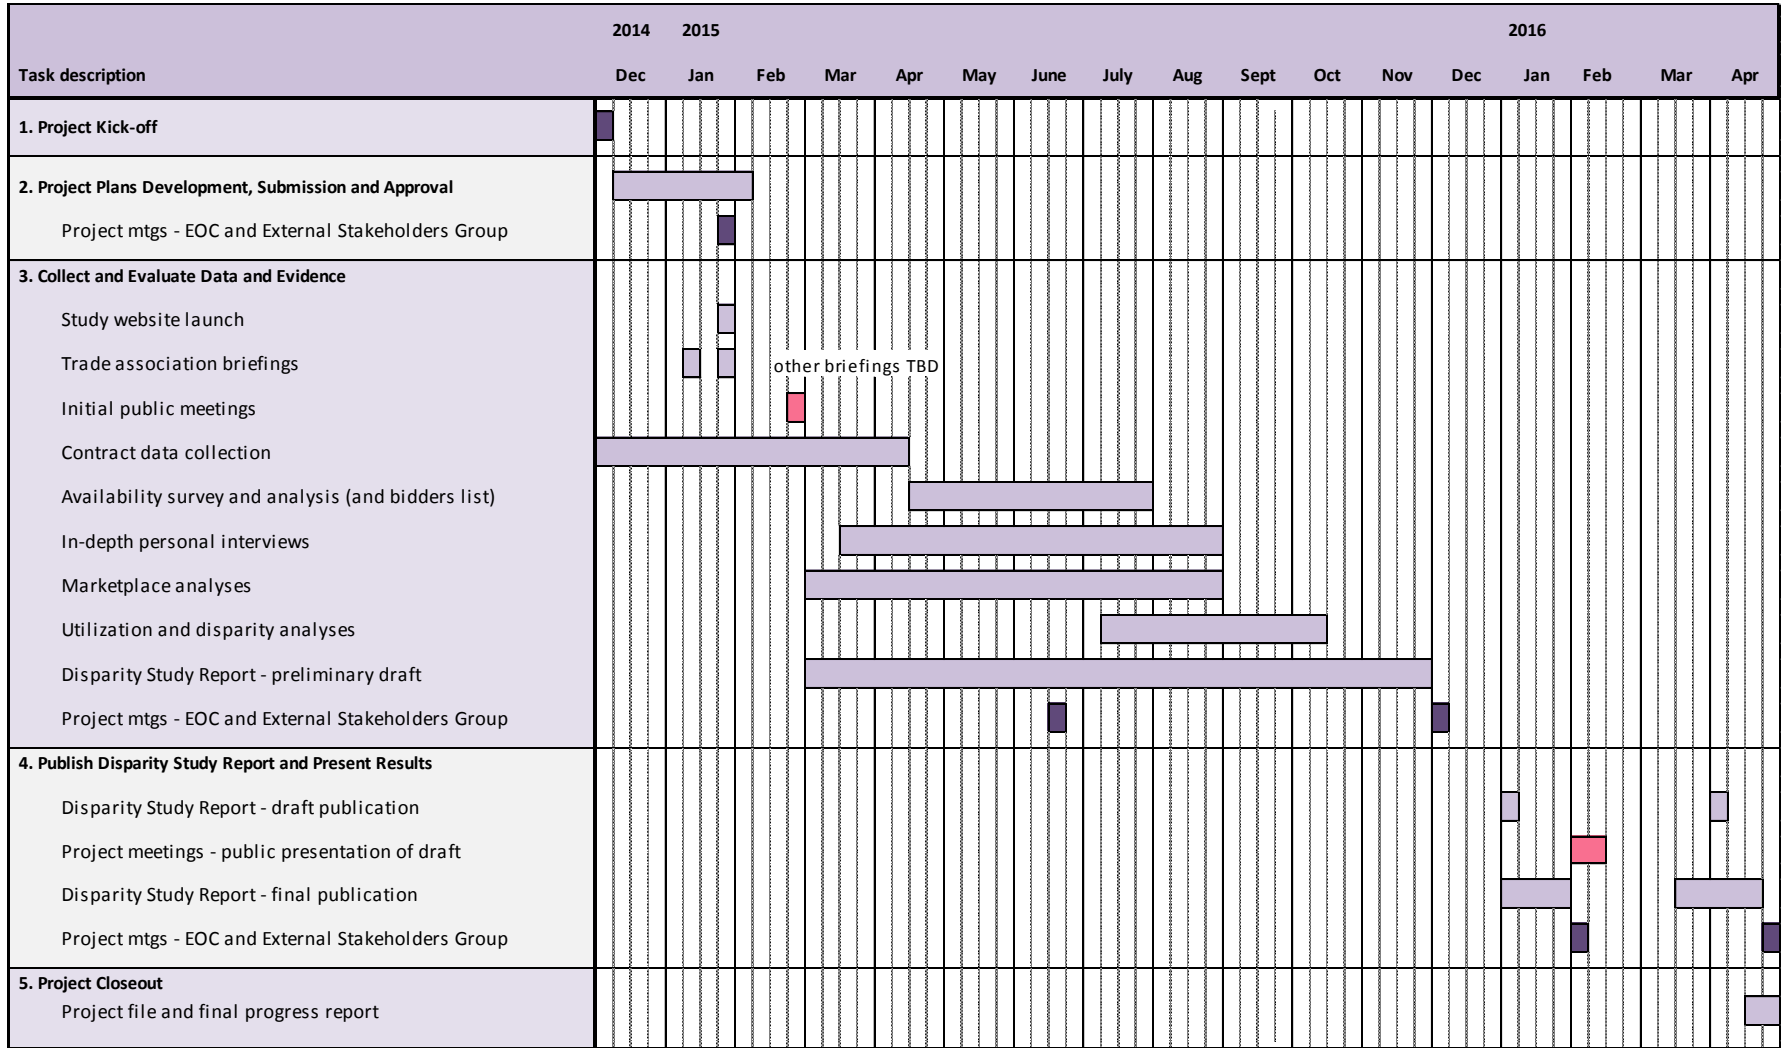 2014 2015 2016
Task description Dec Jan Feb Mar Apr May June July Aug Sept Oct Nov Dec Jan Feb Mar Apr
1. Project Kick-off
2. Project Plans Development, Submission and Approval
Project mtgs - EOC and External Stakeholders Group
3. Collect and Evaluate Data and Evidence
Study website launch
Trade association briefings other briefings TBD
Initial public meetings
Contract data collection
Availability survey and analysis (and bidders list)
In-depth personal interviews
Marketplace analyses
Utilization and disparity analyses
Disparity Study Report - preliminary draft
Project mtgs - EOC and External Stakeholders Group
4. Publish Disparity Study Report and Present Results
Disparity Study Report - draft publication
Project meetings - public presentation of draft
Disparity Study Report - final publication
Project mtgs - EOC and External Stakeholders Group
5. Project Closeout
Project file and final progress report